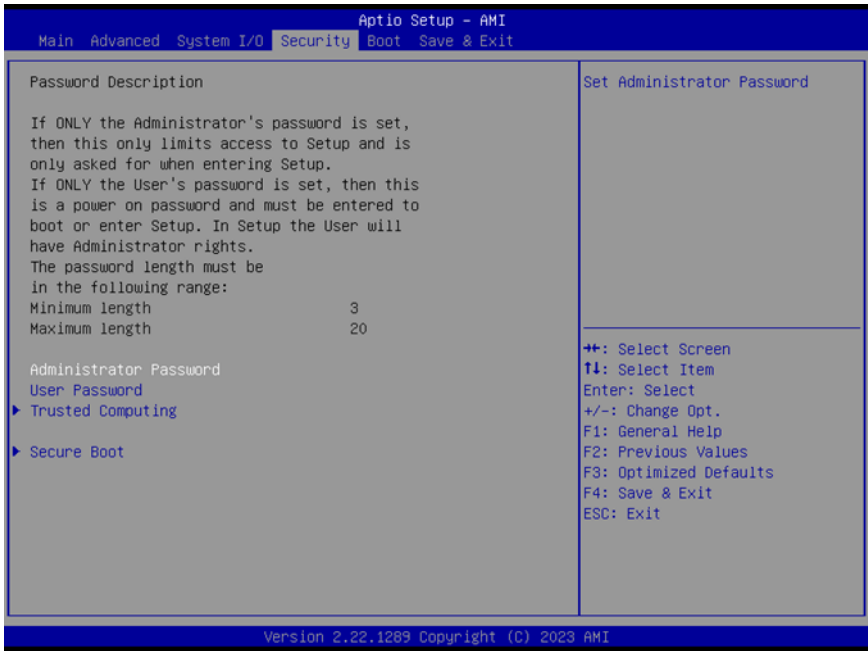 Aptio Setup – AMI
Main Advanced System I/O Security Boot Save & Exit
Password Description
If ONLY the Administrator's password is set,
then this only limits access to Setup and is
only asked for when entering Setup.
If ONLY the User's password is set, then this
is a power on password and must be entered to
boot or enter Setup. In Setup the User will
have Administrator rights.
The password length must be
in the following range:
Minimum length 3
Maximum length 20
Administrator Password
User Password
Trusted Computing
Secure Boot
Set Administrator Password
→←: Select Screen
↑↓: Select Item
Enter: Select
+/-: Change Opt.
F1: General Help
F2: Previous Values
F3: Optimized Defaults
F4: Save & Exit
ESC: Exit
Version 2.22.1289 Copyright (C) 2023 AMI